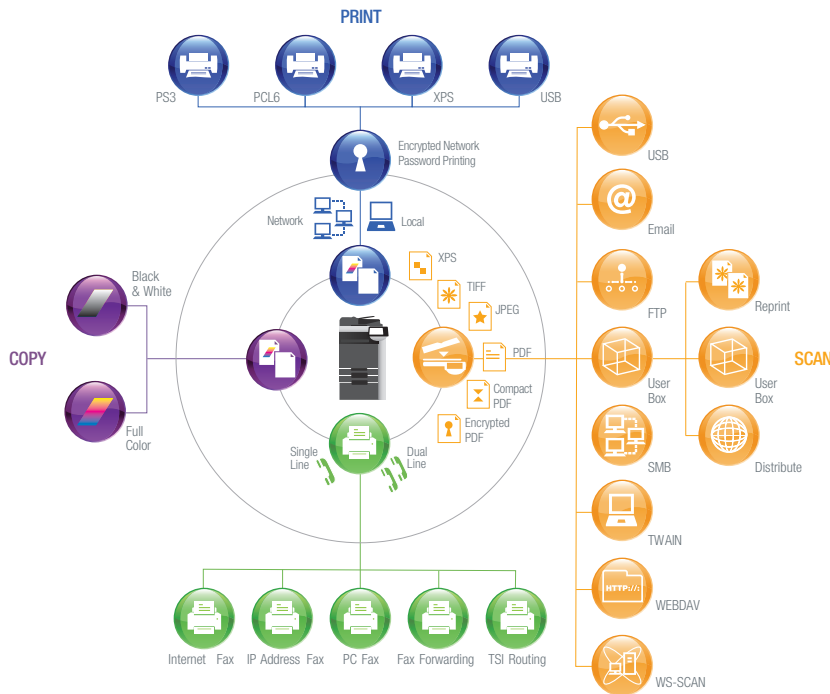 PRINT
PS3
PCL6
XPS
USB
Encrypted Network
Password Printing
Network
Local
XPS
TIFF
JPEG
PDF
Compact
PDF
Encrypted
PDF
Black
& White
COPY
Full
Color
Single
Line
Dual
Line
Internet Fax
IP Address Fax
PC Fax
Fax Forwarding
TSI Routing
USB
@
Email
FTP
Reprint
User
Box
User
Box
SCAN
SMB
Distribute
TWAIN
HTTP://
WEBDAV
WS-SCAN